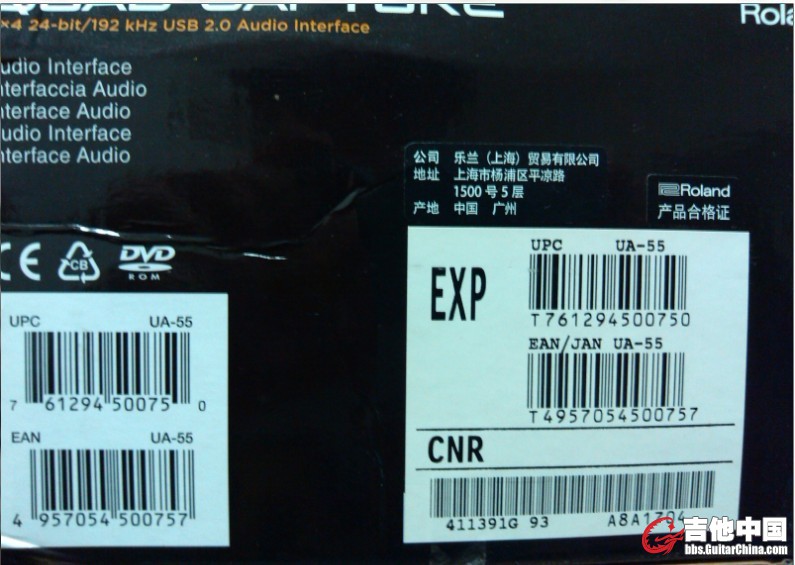 QUAD-CAPTURE
×4 24-bit/192 kHz USB 2.0 Audio Interface
Rola
udio Interface
nterfaccia Audio
nterface Audio
udio Interface
nterface Audio
公司 乐兰（上海）贸易有限公司
地址 上海市杨浦区平凉路
1500 号 5 层
产地 中国 广州
Roland
产品合格证
CE
CB
DVD
ROM
UPC UA-55
7 61294 50075 0
EAN UA-55
4 957054 500757
EXP
UPC UA-55
T761294500750
EAN/JAN UA-55
T4957054500757
CNR
411391G 93 A8A1704
吉他中国
bbs.GuitarChina.com